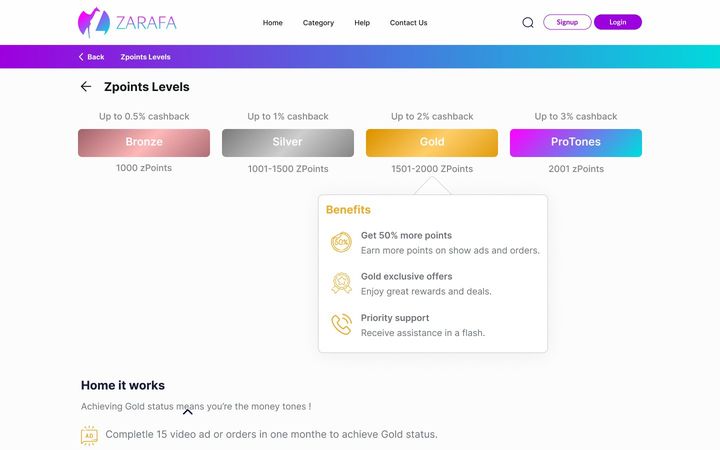 ZARAFA
Home Category Help Contact Us Signup Login
Back Zpoints Levels
Zpoints Levels
Up to 0.5% cashback Up to 1% cashback Up to 2% cashback Up to 3% cashback
Bronze Silver Gold ProTones
1000 zPoints 1001-1500 ZPoints 1501-2000 ZPoints 2001 zPoints
Benefits
Get 50% more points
50%
Earn more points on show ads and orders.
Gold exclusive offers
Enjoy great rewards and deals.
Priority support
Receive assistance in a flash.
Home it works
Achieving Gold status means you're the money tones !
AD Completle 15 video ad or orders in one monthe to achieve Gold status.